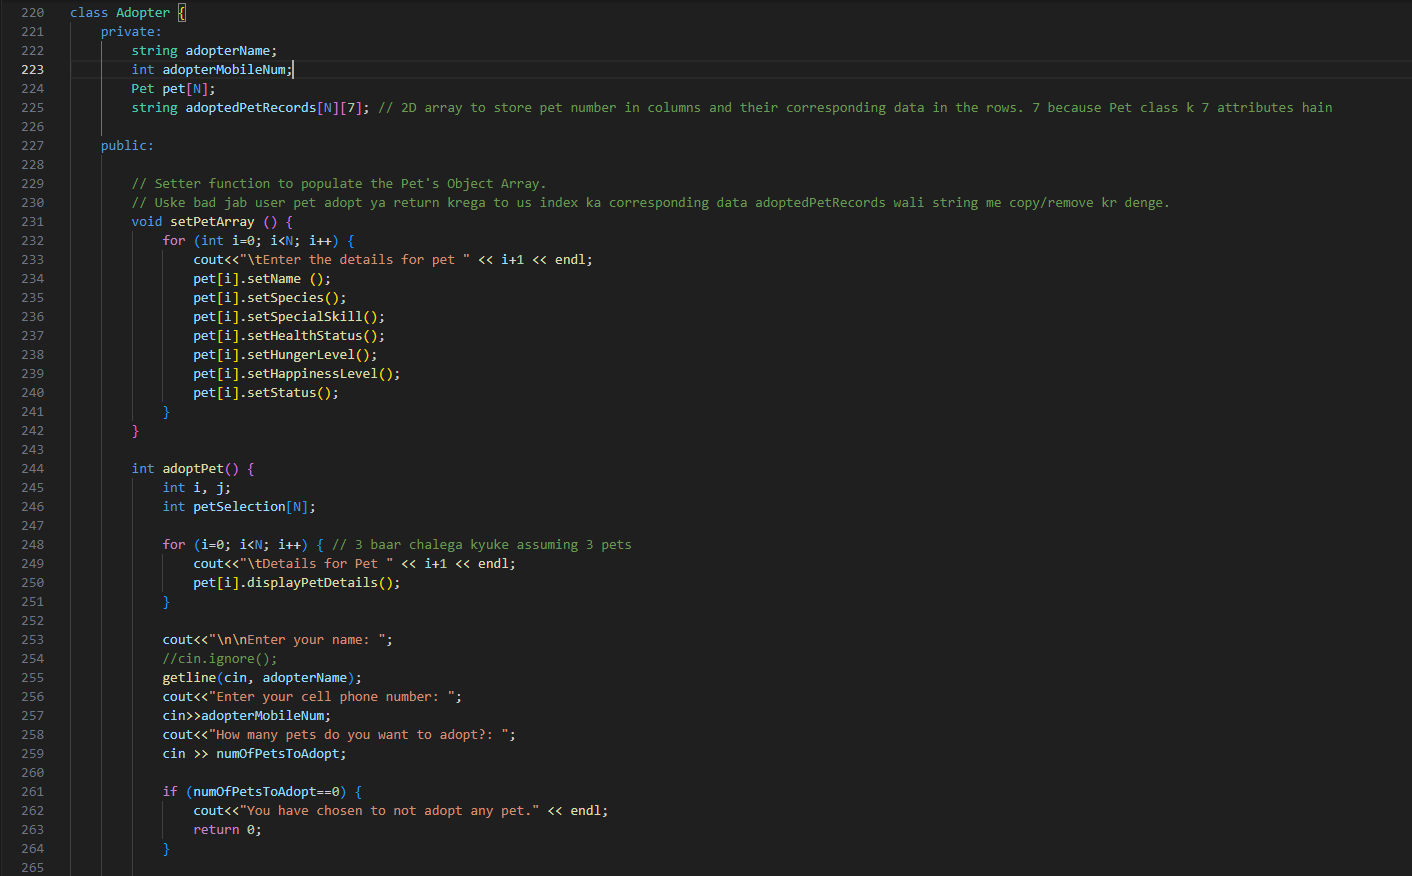 220 class Adopter {
221 private:
222 string adopterName;
223 int adopterMobileNum;
224 Pet pet[N];
225 string adoptedPetRecords[N][7]; // 2D array to store pet number in columns and their corresponding data in the rows. 7 because Pet class k 7 attributes hain
226
227 public:
228
229 // Setter function to populate the Pet's Object Array.
230 // Uske bad jab user pet adopt ya return krega to us index ka corresponding data adoptedPetRecords wali string me copy/remove kr denge.
231 void setPetArray () {
232 for (int i=0; i<N; i++) {
233 cout<<"\tEnter the details for pet " << i+1 << endl;
234 pet[i].setName ();
235 pet[i].setSpecies();
236 pet[i].setSpecialSkill();
237 pet[i].setHealthStatus();
238 pet[i].setHungerLevel();
239 pet[i].setHappinessLevel();
240 pet[i].setStatus();
241 }
242 }
243
244 int adoptPet() {
245 int i, j;
246 int petSelection[N];
247
248 for (i=0; i<N; i++) { // 3 baar chalega kyuke assuming 3 pets
249 cout<<"\tDetails for Pet " << i+1 << endl;
250 pet[i].displayPetDetails();
251 }
252
253 cout<<"\n\nEnter your name: ";
254 //cin.ignore();
255 getline(cin, adopterName);
256 cout<<"Enter your cell phone number: ";
257 cin>>adopterMobileNum;
258 cout<<"How many pets do you want to adopt?: ";
259 cin >> numOfPetsToAdopt;
260
261 if (numOfPetsToAdopt==0) {
262 cout<<"You have chosen to not adopt any pet." << endl;
263 return 0;
264 }
265